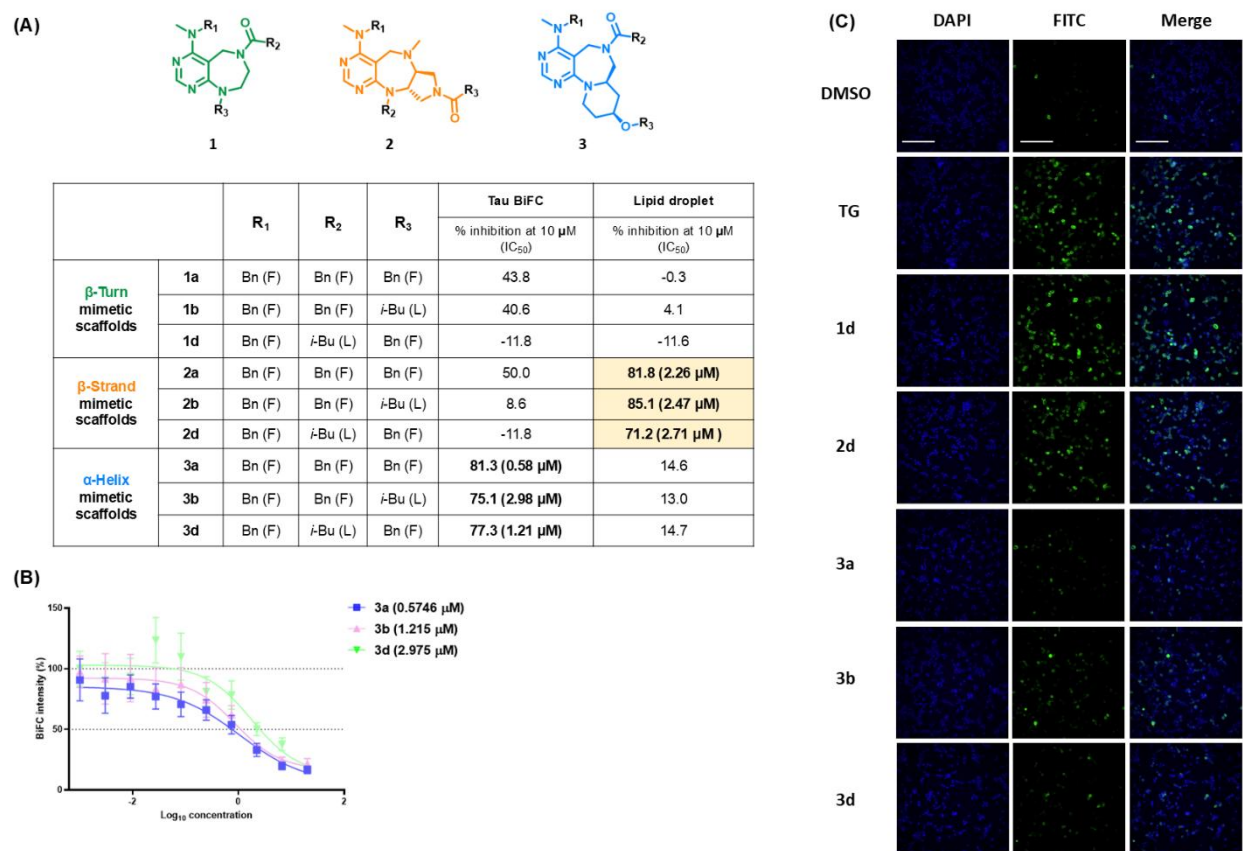 (A)
N
R₁
O
R₂
N
N
N
N
R₃
1
N
R₁
N
N
N
N
R₂
N
R₃
O
2
N
R₁
O
R₂
N
N
N
N
O
R₃
3
R₁ R₂ R₃ Tau BiFC Lipid droplet
% inhibition at 10 µM (IC₅₀) % inhibition at 10 µM (IC₅₀)
β-Turn mimetic scaffolds
1a Bn (F) Bn (F) Bn (F) 43.8 -0.3
1b Bn (F) Bn (F) i-Bu (L) 40.6 4.1
1d Bn (F) i-Bu (L) Bn (F) -11.8 -11.6
β-Strand mimetic scaffolds
2a Bn (F) Bn (F) Bn (F) 50.0 81.8 (2.26 µM)
2b Bn (F) Bn (F) i-Bu (L) 8.6 85.1 (2.47 µM)
2d Bn (F) i-Bu (L) Bn (F) -11.8 71.2 (2.71 µM )
α-Helix mimetic scaffolds
3a Bn (F) Bn (F) Bn (F) 81.3 (0.58 µM) 14.6
3b Bn (F) Bn (F) i-Bu (L) 75.1 (2.98 µM) 13.0
3d Bn (F) i-Bu (L) Bn (F) 77.3 (1.21 µM) 14.7
(B)
150
100
50
0
BiFC intensity (%)
-2 0 2
Log₁₀ concentration
3a (0.5746 µM)
3b (1.215 µM)
3d (2.975 µM)
(C)
DAPI FITC Merge
DMSO
TG
1d
2d
3a
3b
3d